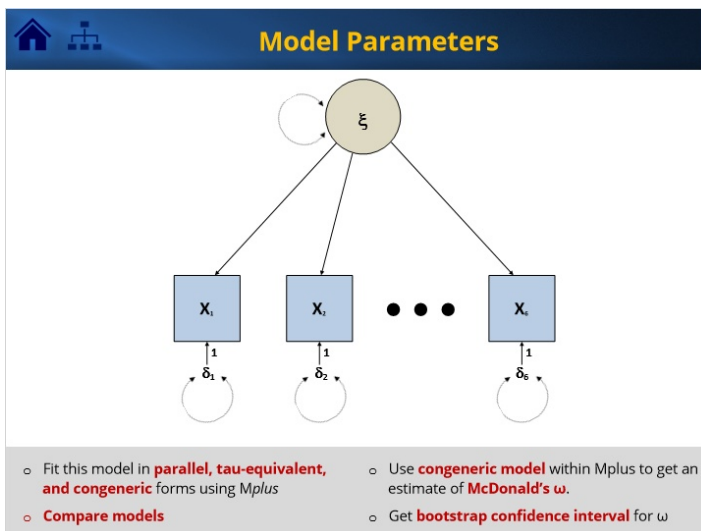 Model Parameters
ξ
X₁ X₂ X₆
1 1 1
δ₁ δ₂ δ₆
○ Fit this model in parallel, tau-equivalent,
and congeneric forms using Mplus
○ Compare models
○ Use congeneric model within Mplus to get an
estimate of McDonald's ω.
○ Get bootstrap confidence interval for ω